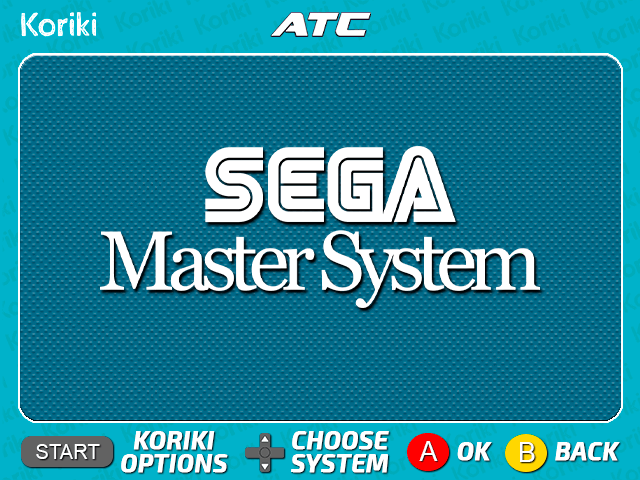 Koriki
ATC
SEGA
Master System
START
KORIKI
OPTIONS
CHOOSE
SYSTEM
A
OK
B
BACK